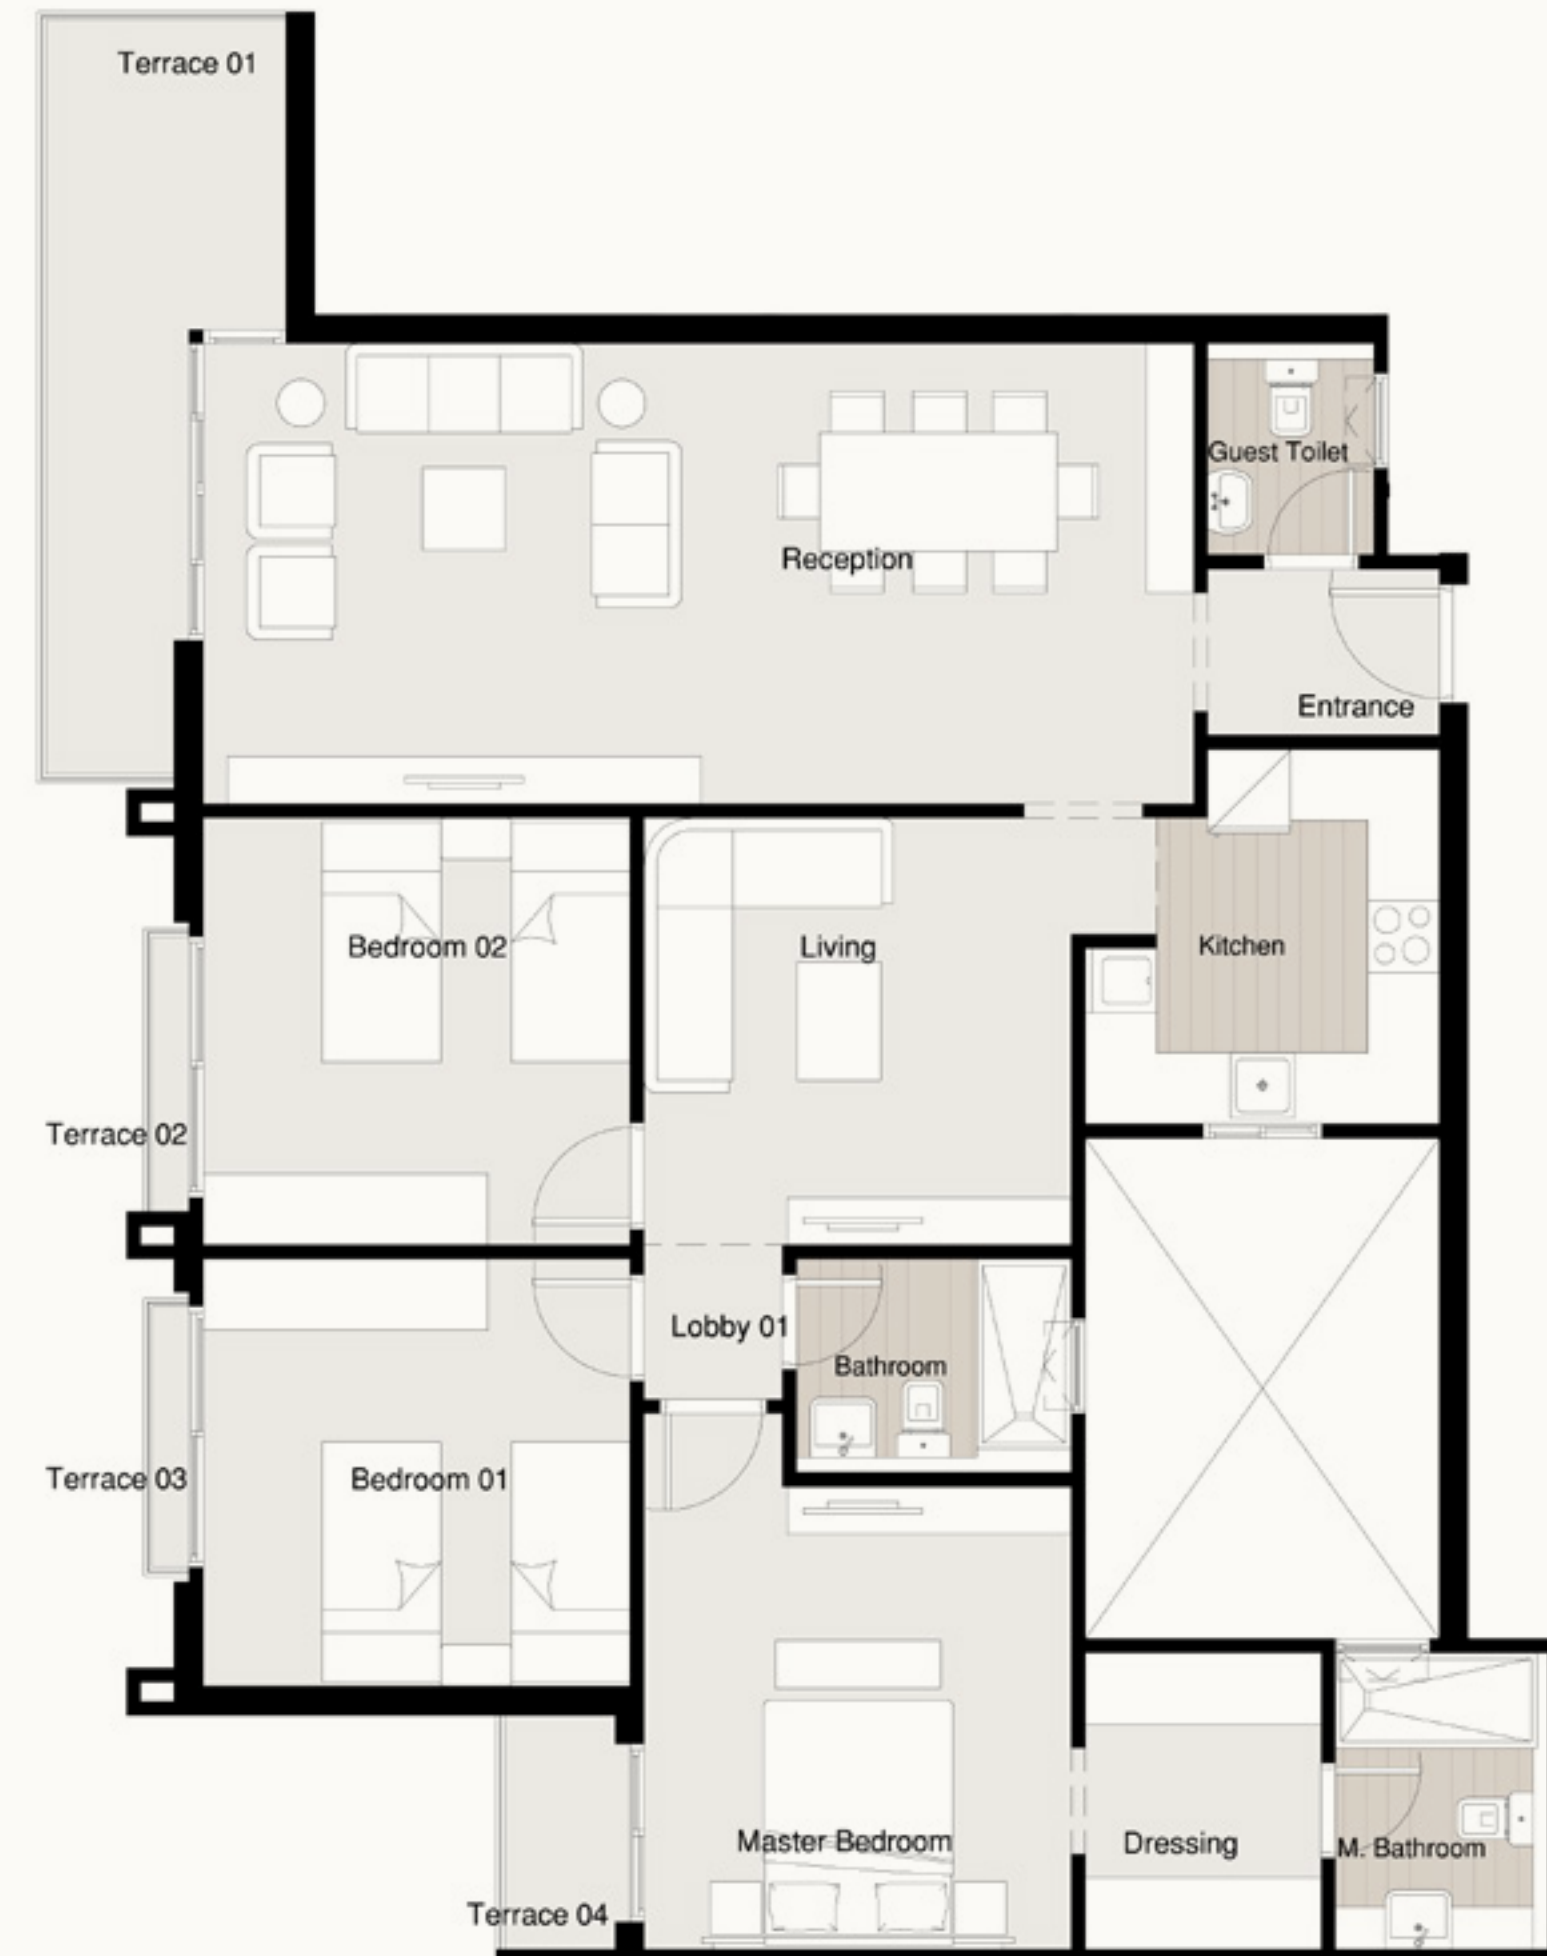 Terrace 01
Guest Toilet
Reception
Entrance
Bedroom 02
Living
Kitchen
Terrace 02
Lobby 01
Bathroom
Terrace 03
Bedroom 01
Master Bedroom
Dressing
M. Bathroom
Terrace 04